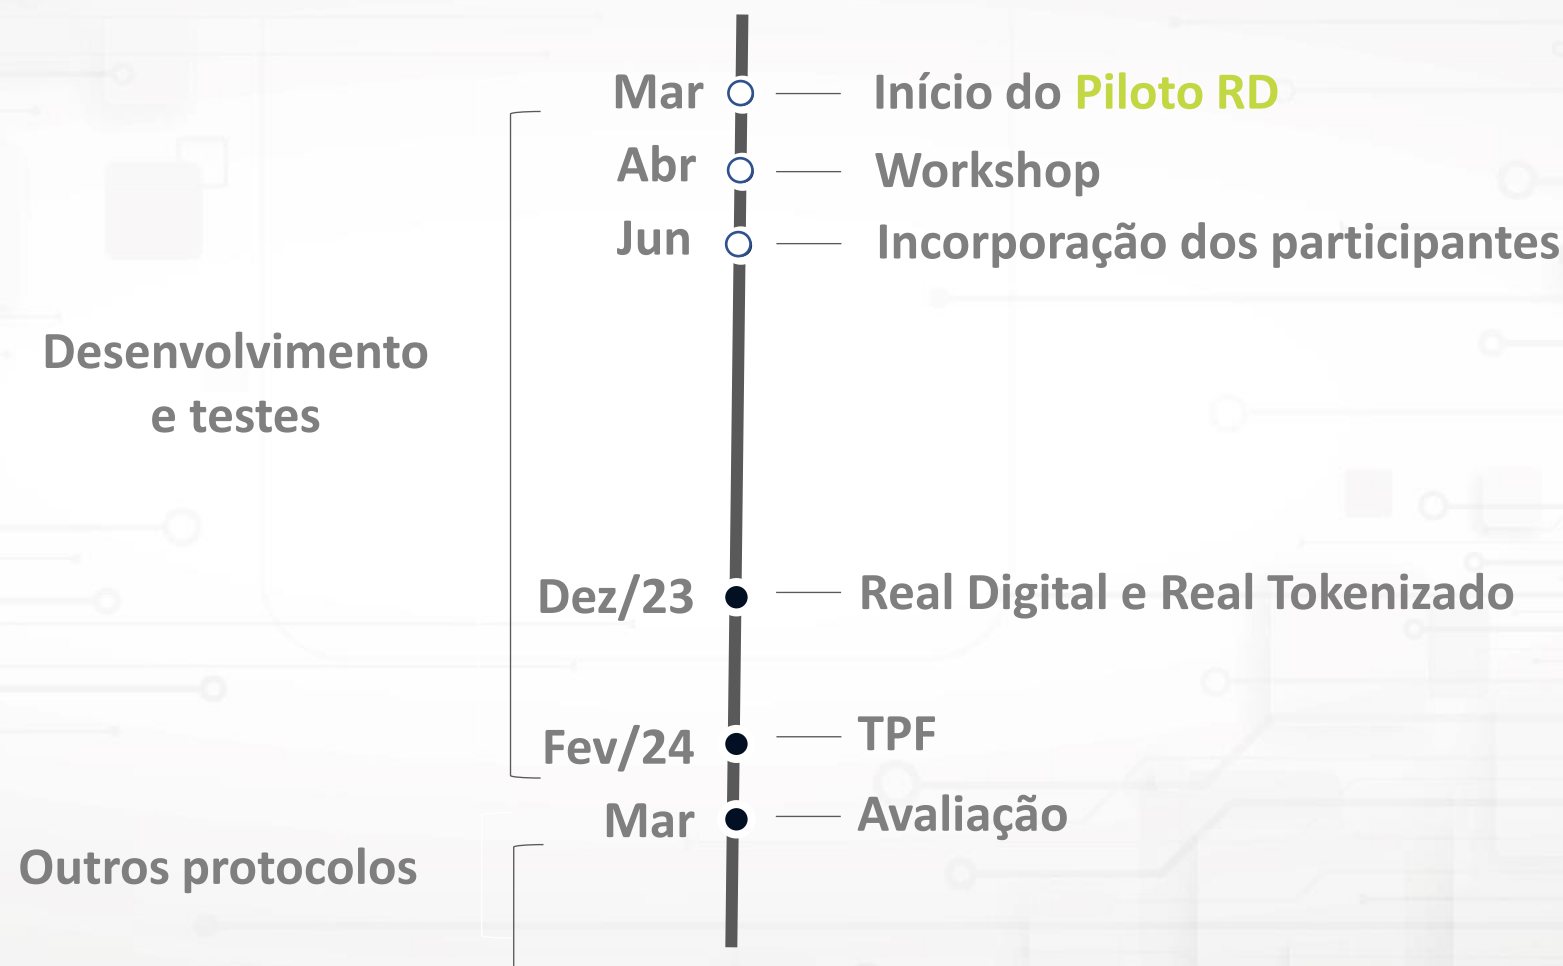 Mar
Início do Piloto RD
Abr
Workshop
Jun
Incorporação dos participantes
Desenvolvimento
e testes
Dez/23
Real Digital e Real Tokenizado
Fev/24
TPF
Mar
Avaliação
Outros protocolos